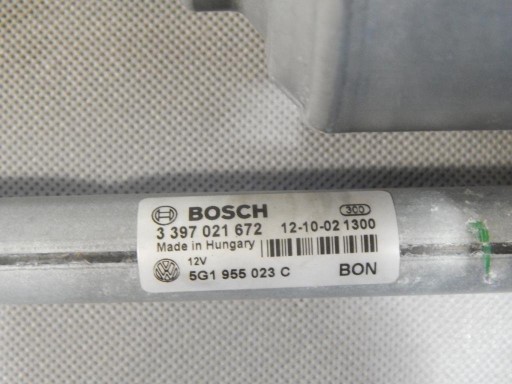 BOSCH 300
3 397 021 672 12-10-02 1300
Made in Hungary
12V
5G1 955 023 C BON